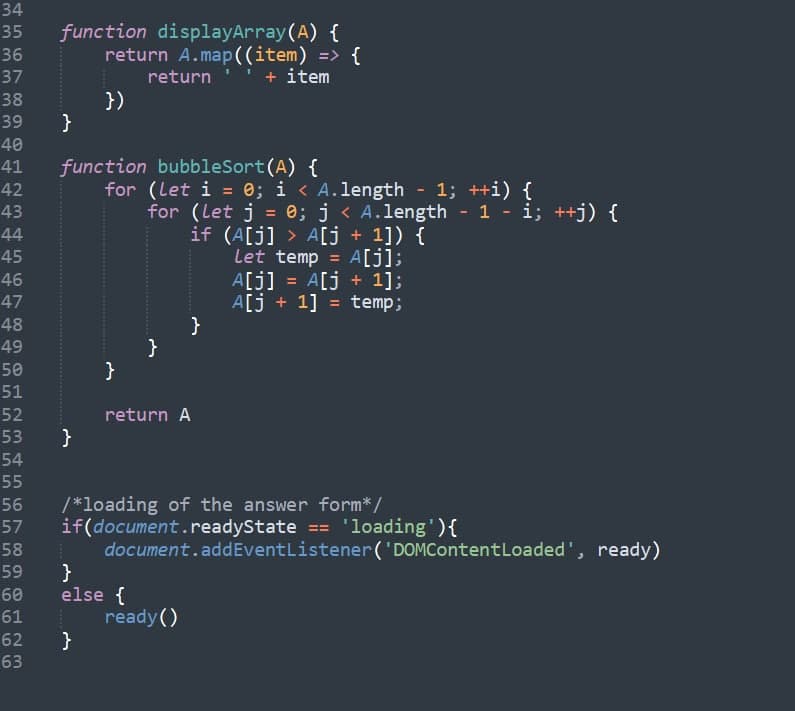 34
35 function displayArray(A) {
36 return A.map((item) => {
37 return ' ' + item
38 })
39 }
40
41 function bubbleSort(A) {
42 for (let i = 0; i < A.length - 1; ++i) {
43 for (let j = 0; j < A.length - 1 - i; ++j) {
44 if (A[j] > A[j + 1]) {
45 let temp = A[j];
46 A[j] = A[j + 1];
47 A[j + 1] = temp;
48 }
49 }
50 }
51
52 return A
53 }
54
55
56 /*loading of the answer form*/
57 if(document.readyState == 'loading'){
58 document.addEventListener('DOMContentLoaded', ready)
59 }
60 else {
61 ready()
62 }
63